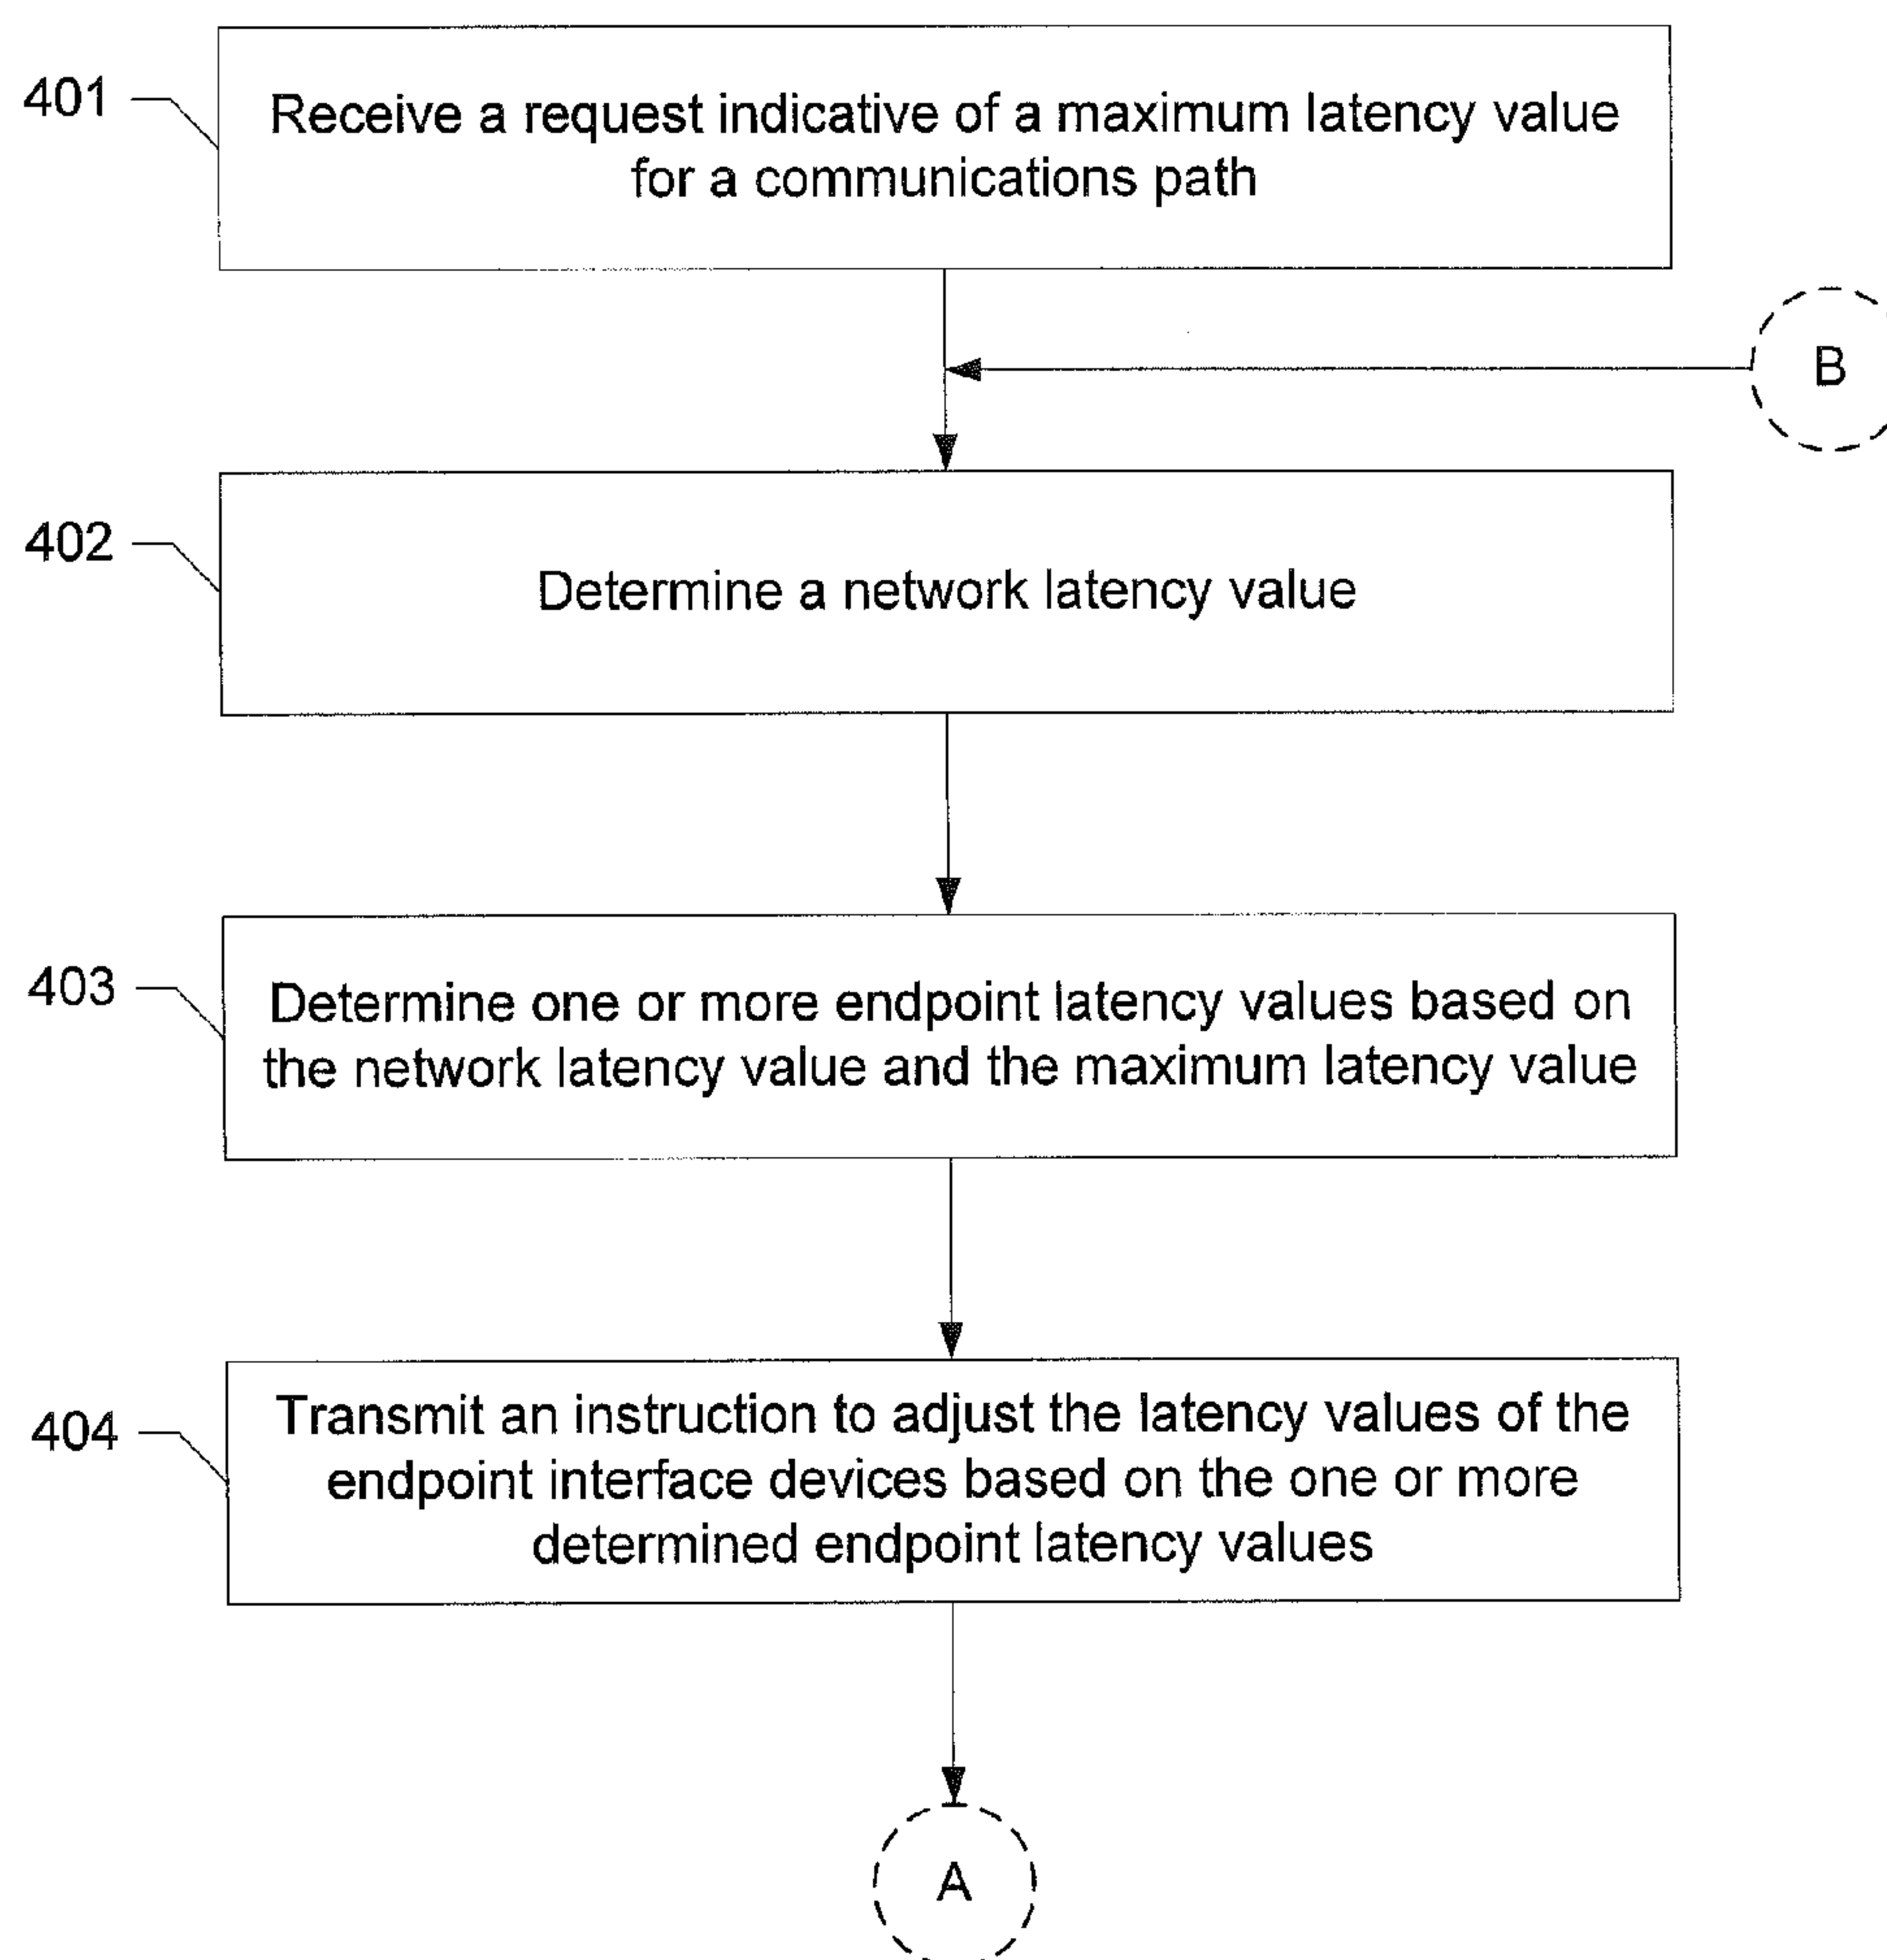 401
Receive a request indicative of a maximum latency value
for a communications path
B
402
Determine a network latency value
403
Determine one or more endpoint latency values based on
the network latency value and the maximum latency value
404
Transmit an instruction to adjust the latency values of the
endpoint interface devices based on the one or more
determined endpoint latency values
A